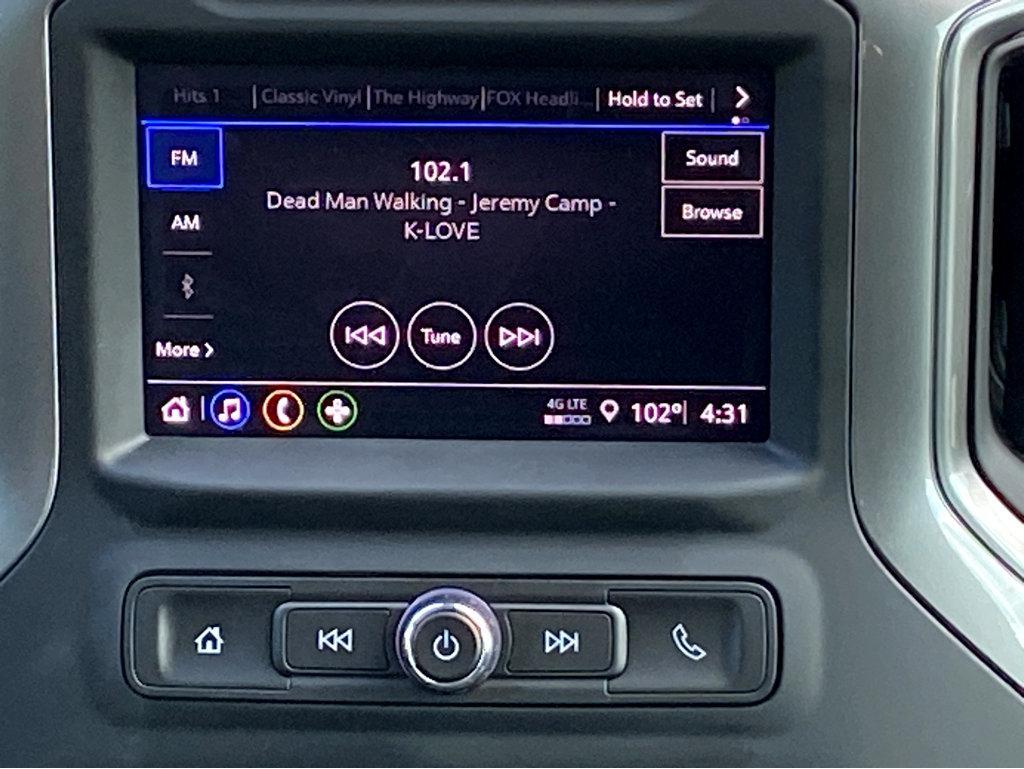 Hits 1 | Classic Vinyl | The Highway | FOX Headli... | Hold to Set |
FM
102.1
Sound
Dead Man Walking - Jeremy Camp -
K-LOVE
Browse
AM
More
Tune
4G LTE
102° 4:31